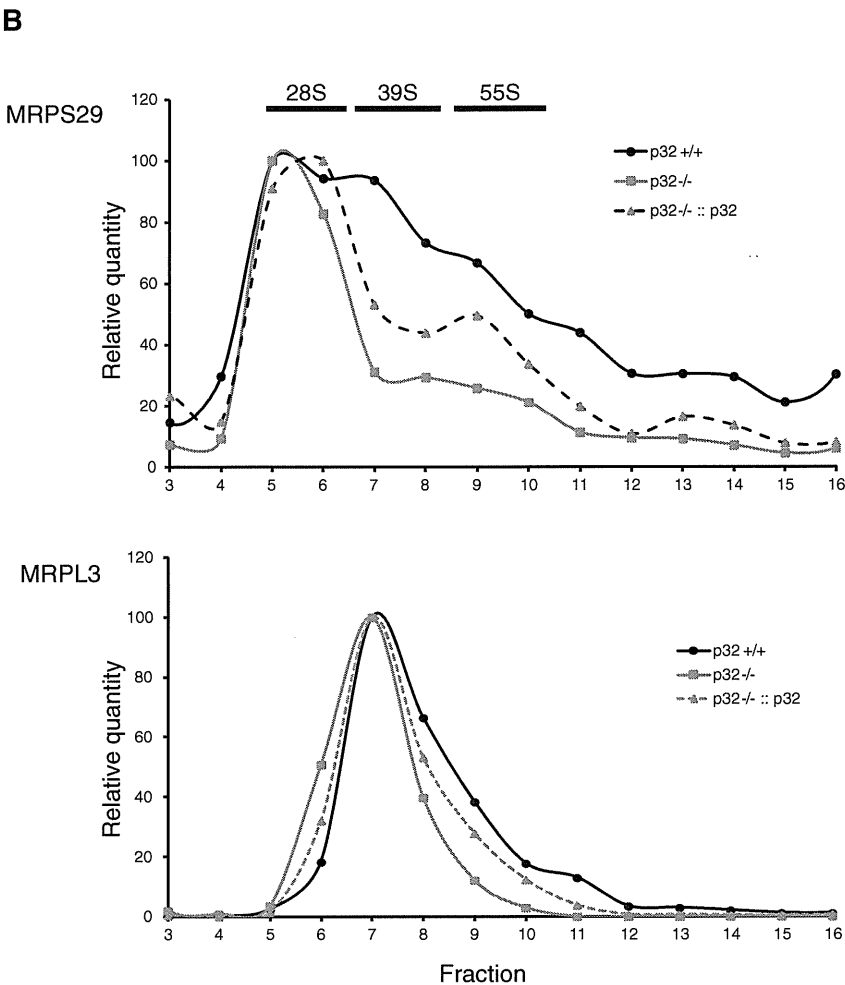 B
28S 39S 55S
MRPS29
120
100
80
60
40
20
0
Relative quantity
p32 +/+
p32-/-
p32-/- :: p32
3 4 5 6 7 8 9 10 11 12 13 14 15 16
MRPL3
120
100
80
60
40
20
0
Relative quantity
p32 +/+
p32-/-
p32-/- :: p32
3 4 5 6 7 8 9 10 11 12 13 14 15 16
Fraction